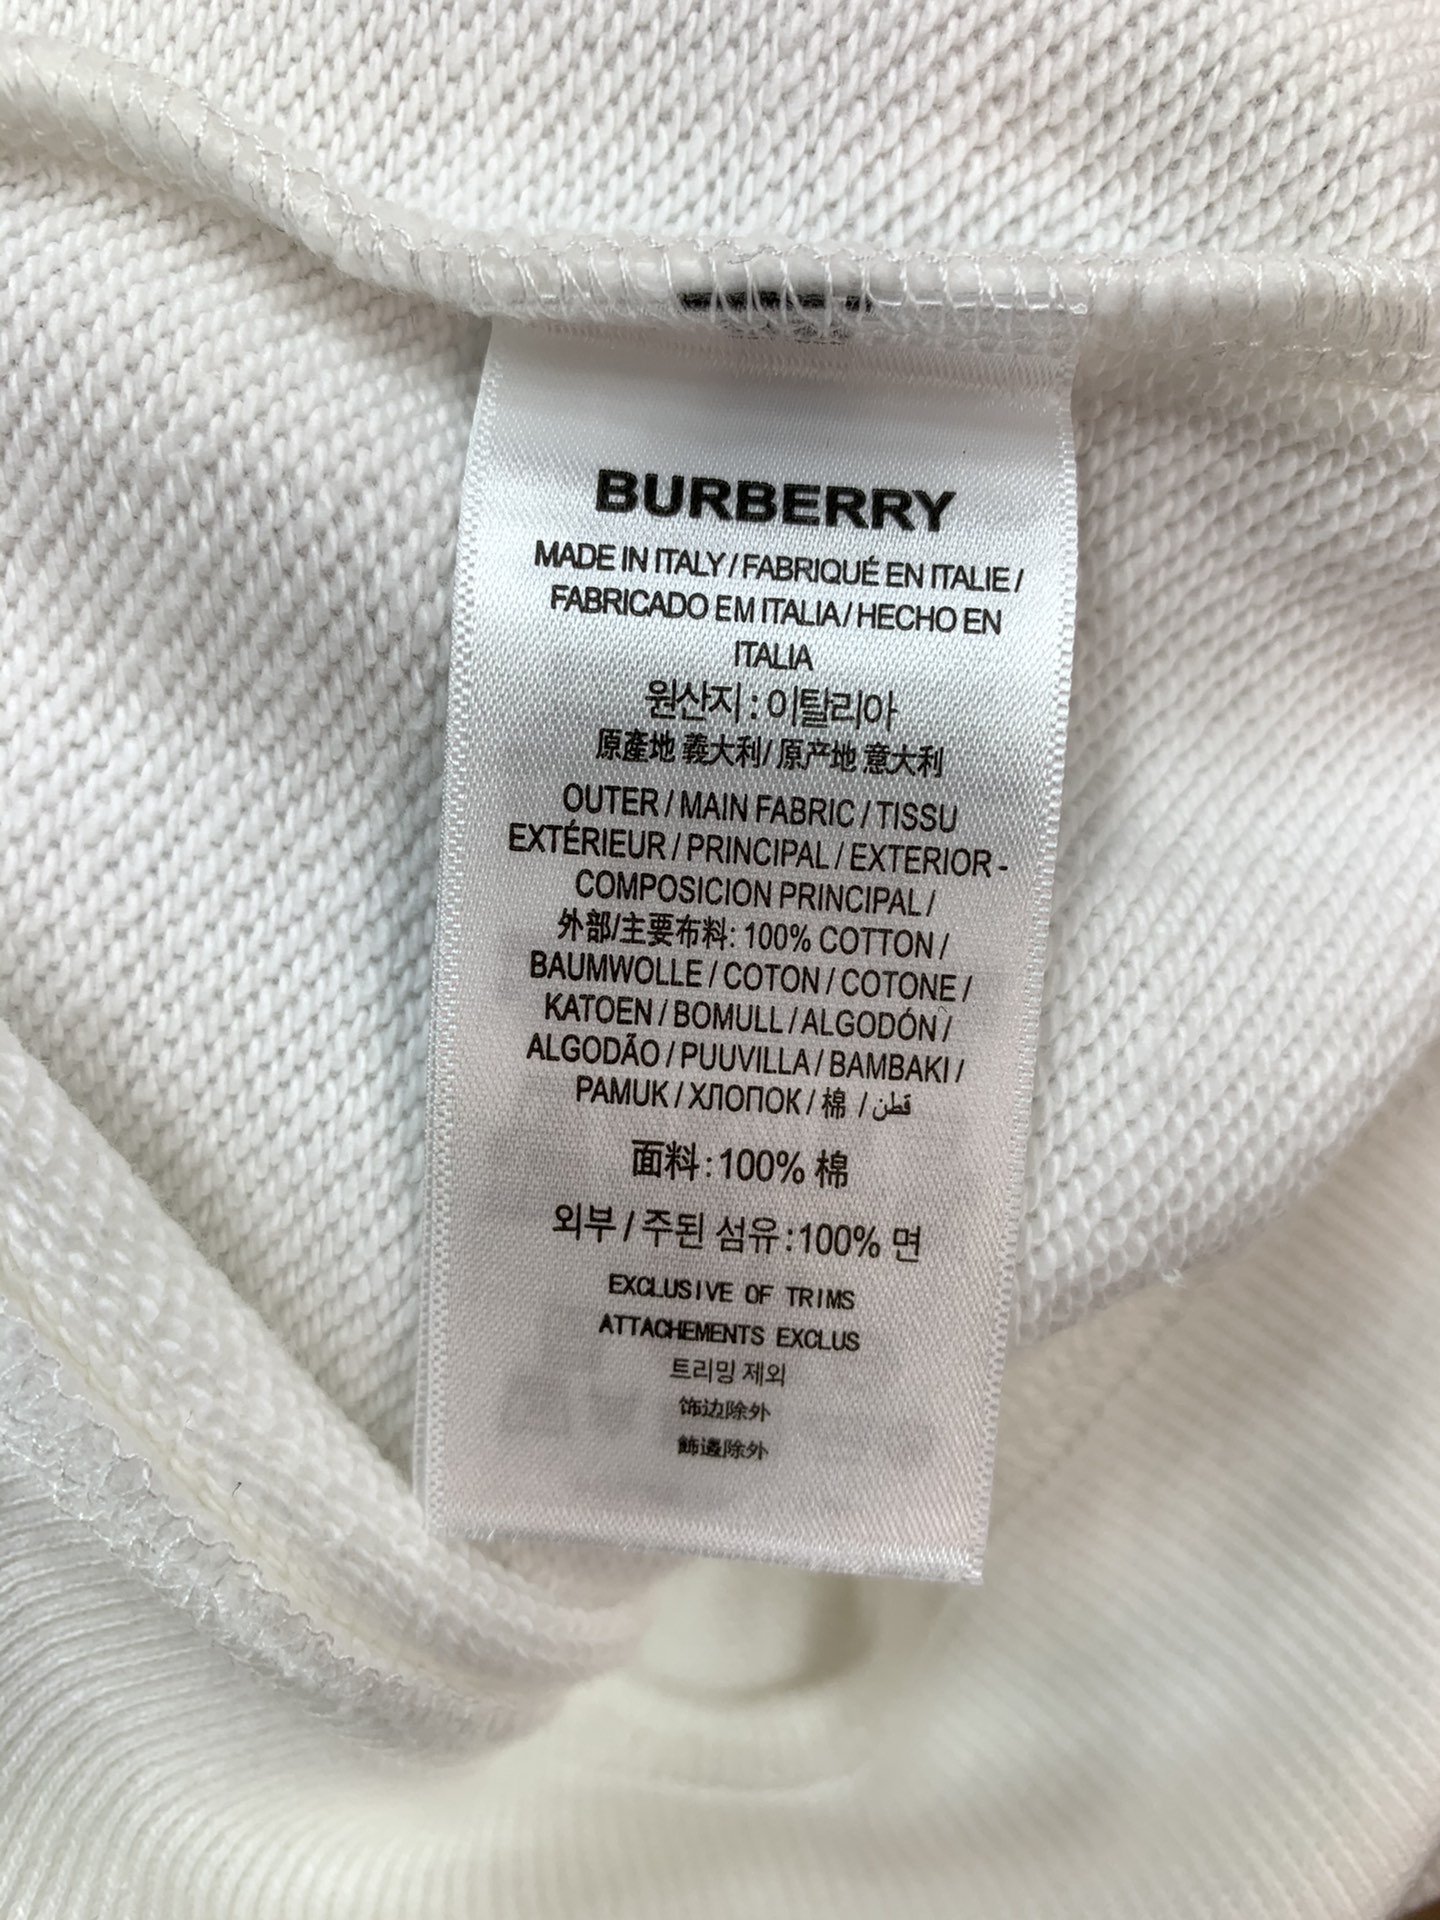 BURBERRY
MADE IN ITALY / FABRIQUÉ EN ITALIE /
FABRICADO EM ITALIA / HECHO EN
ITALIA
원산지 : 이탈리아
原產地 義大利/ 原产地 意大利
OUTER / MAIN FABRIC / TISSU
EXTÉRIEUR / PRINCIPAL / EXTERIOR -
COMPOSICION PRINCIPAL /
外部/主要布料: 100% COTTON /
BAUMWOLLE / COTON / COTONE /
KATOEN / BOMULL / ALGODÓN /
ALGODÃO / PUUVILLA / BAMBAKI /
PAMUK / ХЛОПОК / 棉 / قطن
面料 : 100% 棉
외부 / 주된 섬유 : 100% 면
EXCLUSIVE OF TRIMS
ATTACHEMENTS EXCLUS
트리밍 제외
饰边除外
飾邊除外